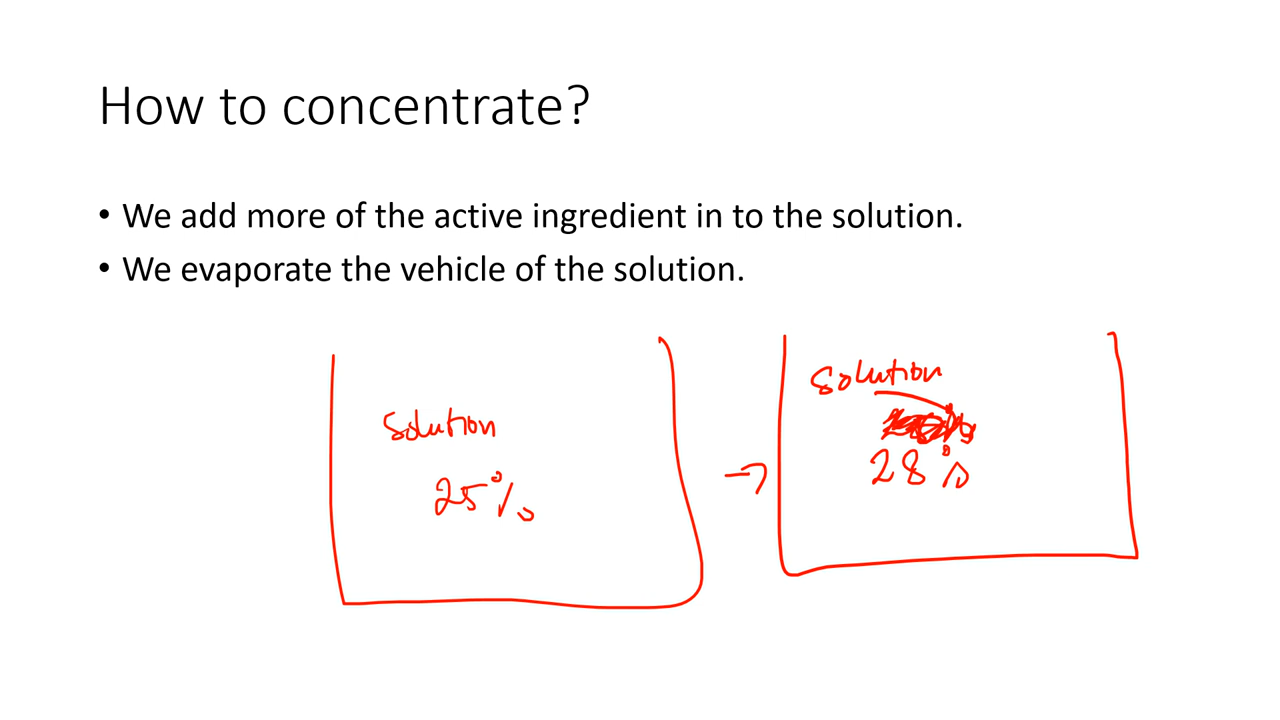 How to concentrate?
• We add more of the active ingredient in to the solution.
• We evaporate the vehicle of the solution.
Solution
25%
→
Solution
28%